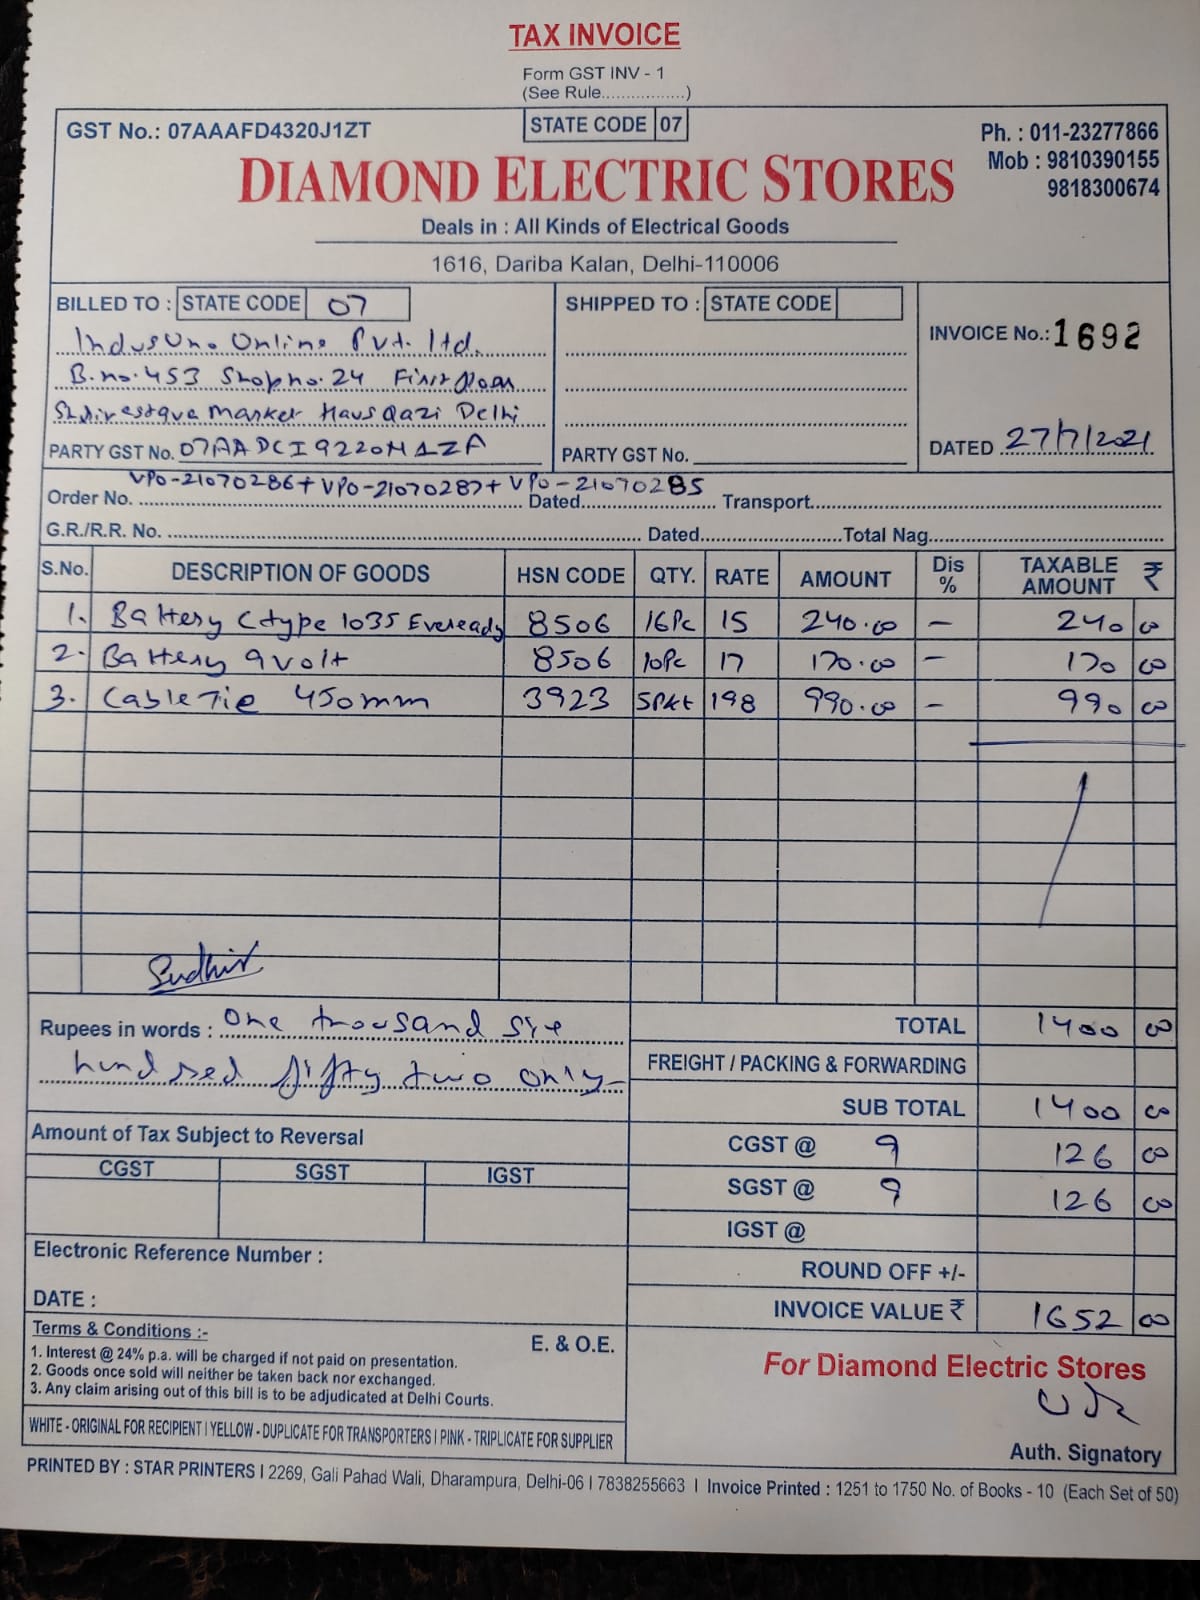 TAX INVOICE
Form GST INV - 1
(See Rule.................)
GST No.: 07AAAFD4320J1ZT
STATE CODE 07
Ph. : 011-23277866
Mob : 9810390155
9818300674
DIAMOND ELECTRIC STORES
Deals in : All Kinds of Electrical Goods
1616, Dariba Kalan, Delhi-110006
BILLED TO : STATE CODE 07
IndusUno Online Pvt. ltd.
B.no.453 Shop no.24 First floor
market Haus Qazi Delhi
PARTY GST No. 07AADCI9220M1ZA
SHIPPED TO : STATE CODE
PARTY GST No.
INVOICE No.: 1692
DATED 27/7/2021
VPO-21070286+VPO-21070287+VPO-21070285
Order No. Dated Transport
G.R./R.R. No. Dated Total Nag
S.No. DESCRIPTION OF GOODS HSN CODE QTY. RATE AMOUNT Dis % TAXABLE AMOUNT ₹
1. Battery C type 1035 Eveready 8506 16Pc 15 240.00 - 240 00
2. Battery 9volt 8506 10Pc 17 170.00 - 170 00
3. Cable Tie 450mm 3923 5Pkt 198 990.00 - 990 00
Sudhir
Rupees in words : One thousand six
hundred fifty two only
TOTAL 1400 00
FREIGHT / PACKING & FORWARDING
SUB TOTAL 1400 00
CGST @ 9 126 00
SGST @ 9 126 00
IGST @
ROUND OFF +/-
INVOICE VALUE ₹ 1652 00
Amount of Tax Subject to Reversal
CGST SGST IGST
Electronic Reference Number :
DATE :
Terms & Conditions :-
E. & O.E.
1. Interest @ 24% p.a. will be charged if not paid on presentation.
2. Goods once sold will neither be taken back nor exchanged.
3. Any claim arising out of this bill is to be adjudicated at Delhi Courts.
For Diamond Electric Stores
Auth. Signatory
WHITE - ORIGINAL FOR RECIPIENT I YELLOW - DUPLICATE FOR TRANSPORTERS I PINK - TRIPLICATE FOR SUPPLIER
PRINTED BY : STAR PRINTERS I 2269, Gali Pahad Wali, Dharampura, Delhi-06 I 7838255663 I Invoice Printed : 1251 to 1750 No. of Books - 10 (Each Set of 50)